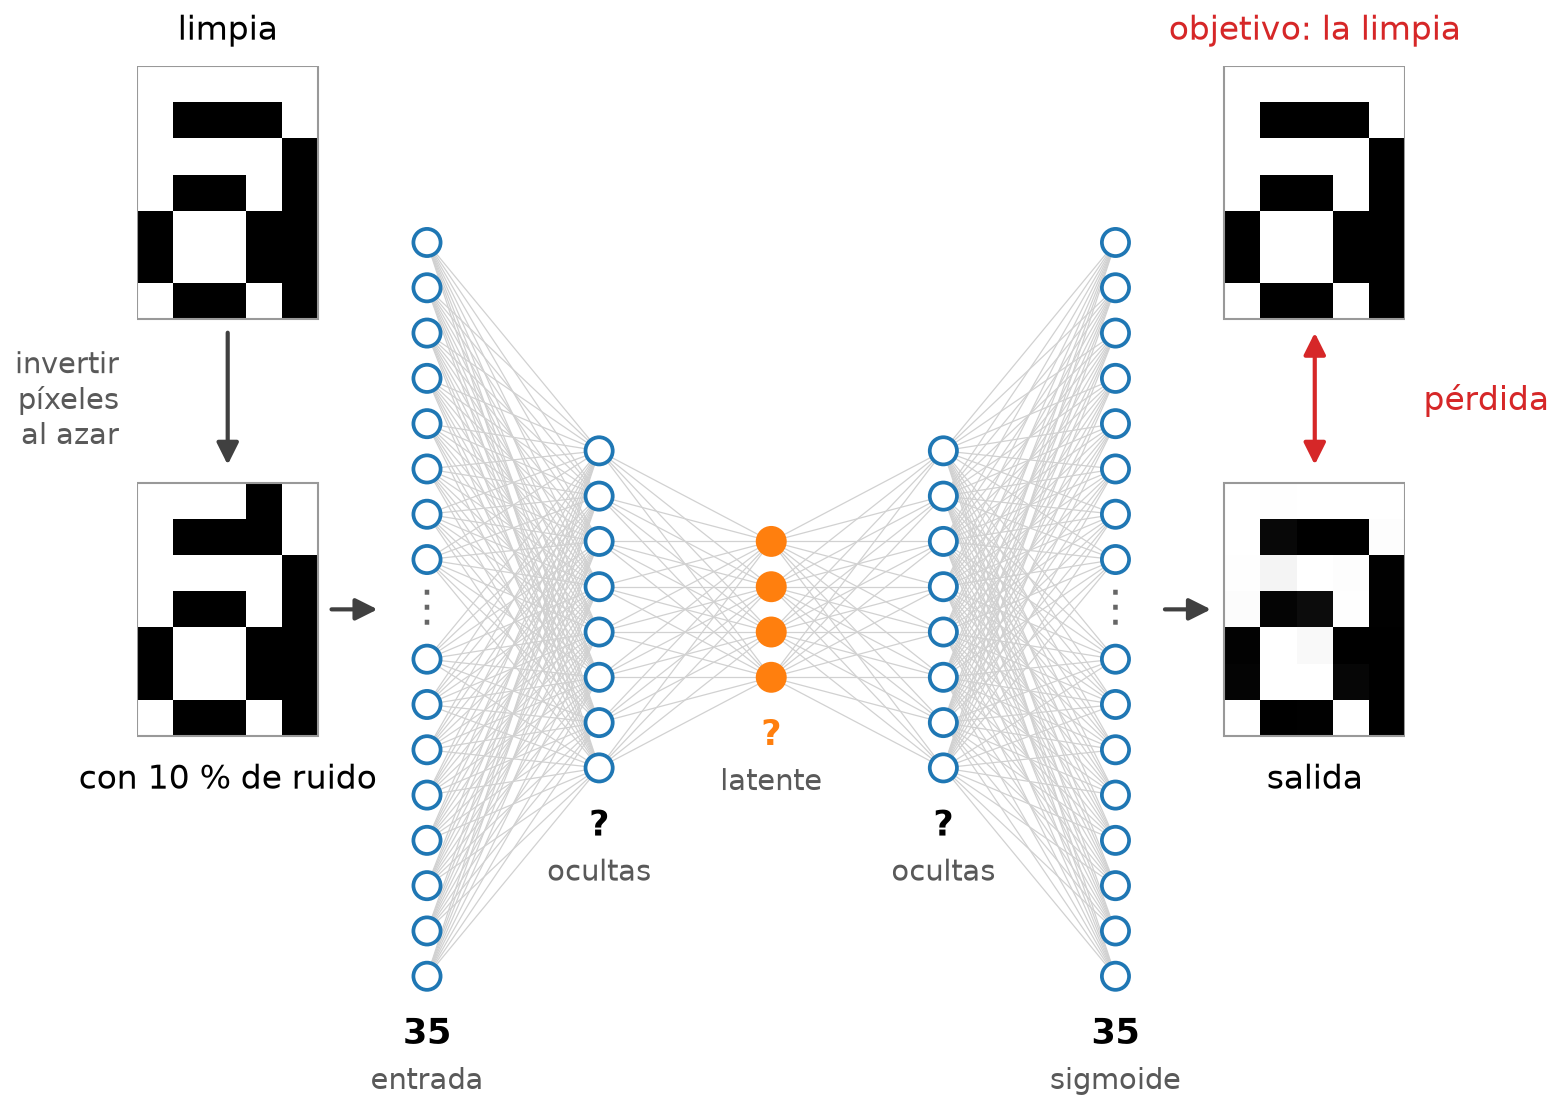 limpia
objetivo: la limpia
invertir
píxeles
al azar
pérdida
con 10 % de ruido
salida
?
latente
?
ocultas
?
ocultas
35
entrada
35
sigmoide